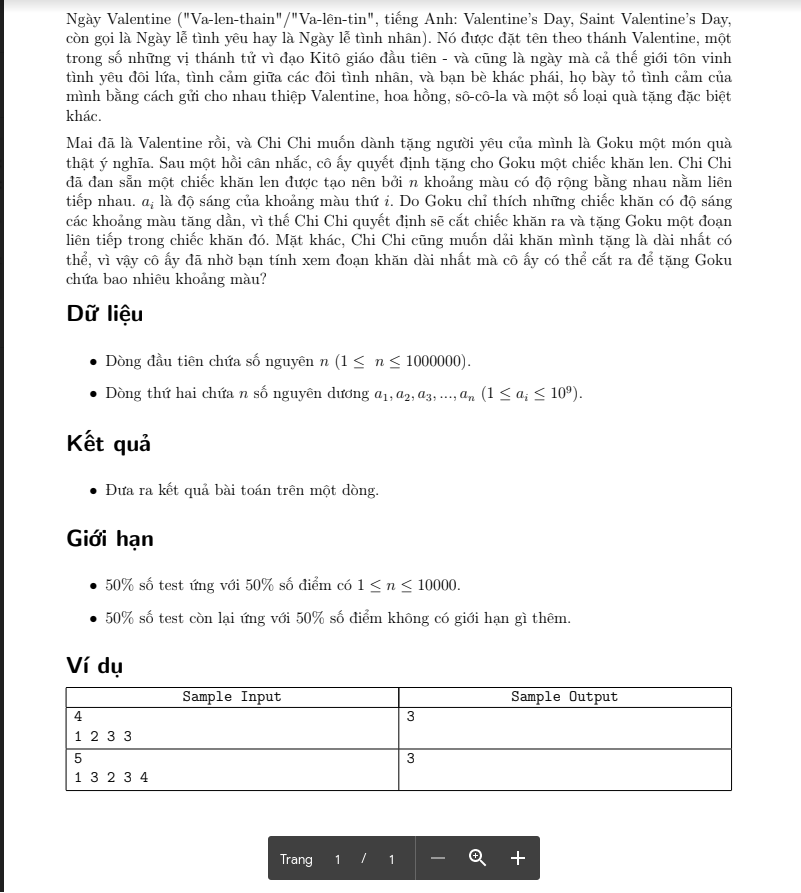 Ngày Valentine ("Va-len-thain"/"Va-lên-tin", tiếng Anh: Valentine's Day, Saint Valentine's Day,
còn gọi là Ngày lễ tình yêu hay là Ngày lễ tình nhân). Nó được đặt tên theo thánh Valentine, một
trong số những vị thánh tử vì đạo Kitô giáo đầu tiên - và cũng là ngày mà cả thế giới tôn vinh
tình yêu đôi lứa, tình cảm giữa các đôi tình nhân, và bạn bè khác phái, họ bày tỏ tình cảm của
mình bằng cách gửi cho nhau thiệp Valentine, hoa hồng, sô-cô-la và một số loại quà tặng đặc biệt
khác.
Mai đã là Valentine rồi, và Chi Chi muốn dành tặng người yêu của mình là Goku một món quà
thật ý nghĩa. Sau một hồi cân nhắc, cô ấy quyết định tặng cho Goku một chiếc khăn len. Chi Chi
đã đan sẵn một chiếc khăn len được tạo nên bởi n khoảng màu có độ rộng bằng nhau nằm liên
tiếp nhau. aᵢ là độ sáng của khoảng màu thứ i. Do Goku chỉ thích những chiếc khăn có độ sáng
các khoảng màu tăng dần, vì thế Chi Chi quyết định sẽ cắt chiếc khăn ra và tặng Goku một đoạn
liên tiếp trong chiếc khăn đó. Mặt khác, Chi Chi cũng muốn dải khăn mình tặng là dài nhất có
thể, vì vậy cô ấy đã nhờ bạn tính xem đoạn khăn dài nhất mà cô ấy có thể cắt ra để tặng Goku
chứa bao nhiêu khoảng màu?
Dữ liệu
• Dòng đầu tiên chứa số nguyên n (1 ≤ n ≤ 1000000).
• Dòng thứ hai chứa n số nguyên dương a₁, a₂, a₃, ..., aₙ (1 ≤ aᵢ ≤ 10⁹).
Kết quả
• Đưa ra kết quả bài toán trên một dòng.
Giới hạn
• 50% số test ứng với 50% số điểm có 1 ≤ n ≤ 10000.
• 50% số test còn lại ứng với 50% số điểm không có giới hạn gì thêm.
Ví dụ
Sample Input Sample Output
4 3
1 2 3 3
5 3
1 3 2 3 4
Trang 1 / 1